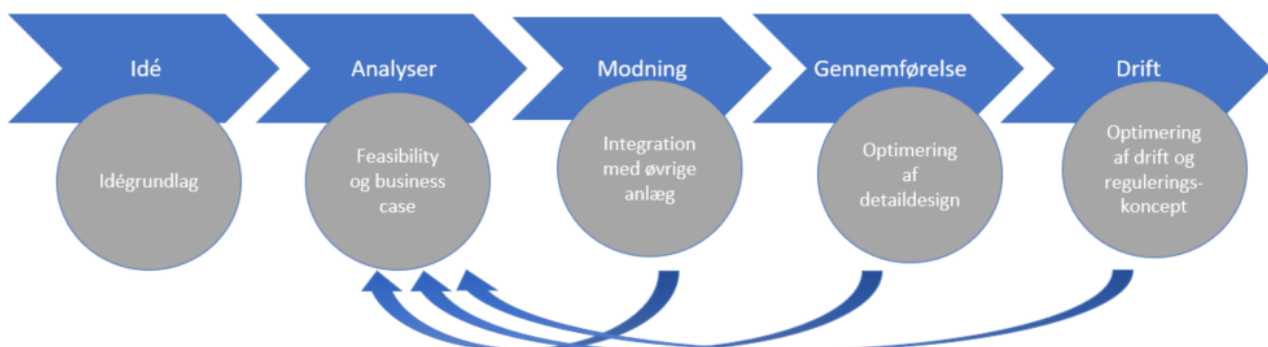 Idé
Analyser
Modning
Gennemførelse
Drift
Idégrundlag
Feasibility
og business
case
Integration
med øvrige
anlæg
Optimering
af
detaildesign
Optimering
af drift og
regulerings-
koncept